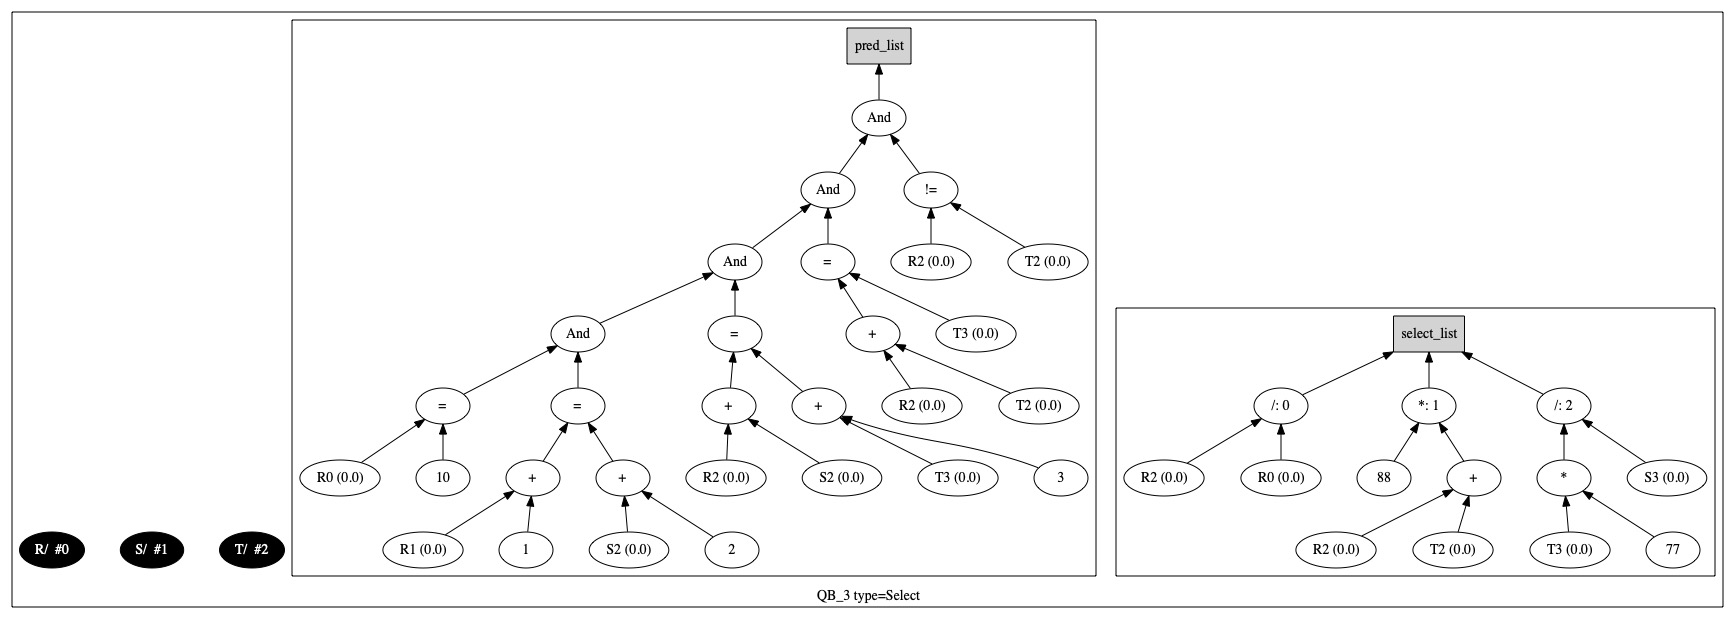 pred_list
And
And !=
And = R2 (0.0) T2 (0.0)
And = + T3 (0.0) select_list
= = + + R2 (0.0) T2 (0.0) /: 0 *: 1 /: 2
R0 (0.0) 10 + + R2 (0.0) S2 (0.0) T3 (0.0) 3 R2 (0.0) R0 (0.0) 88 + * S3 (0.0)
R/ #0 S/ #1 T/ #2 R1 (0.0) 1 S2 (0.0) 2 R2 (0.0) T2 (0.0) T3 (0.0) 77
QB_3 type=Select